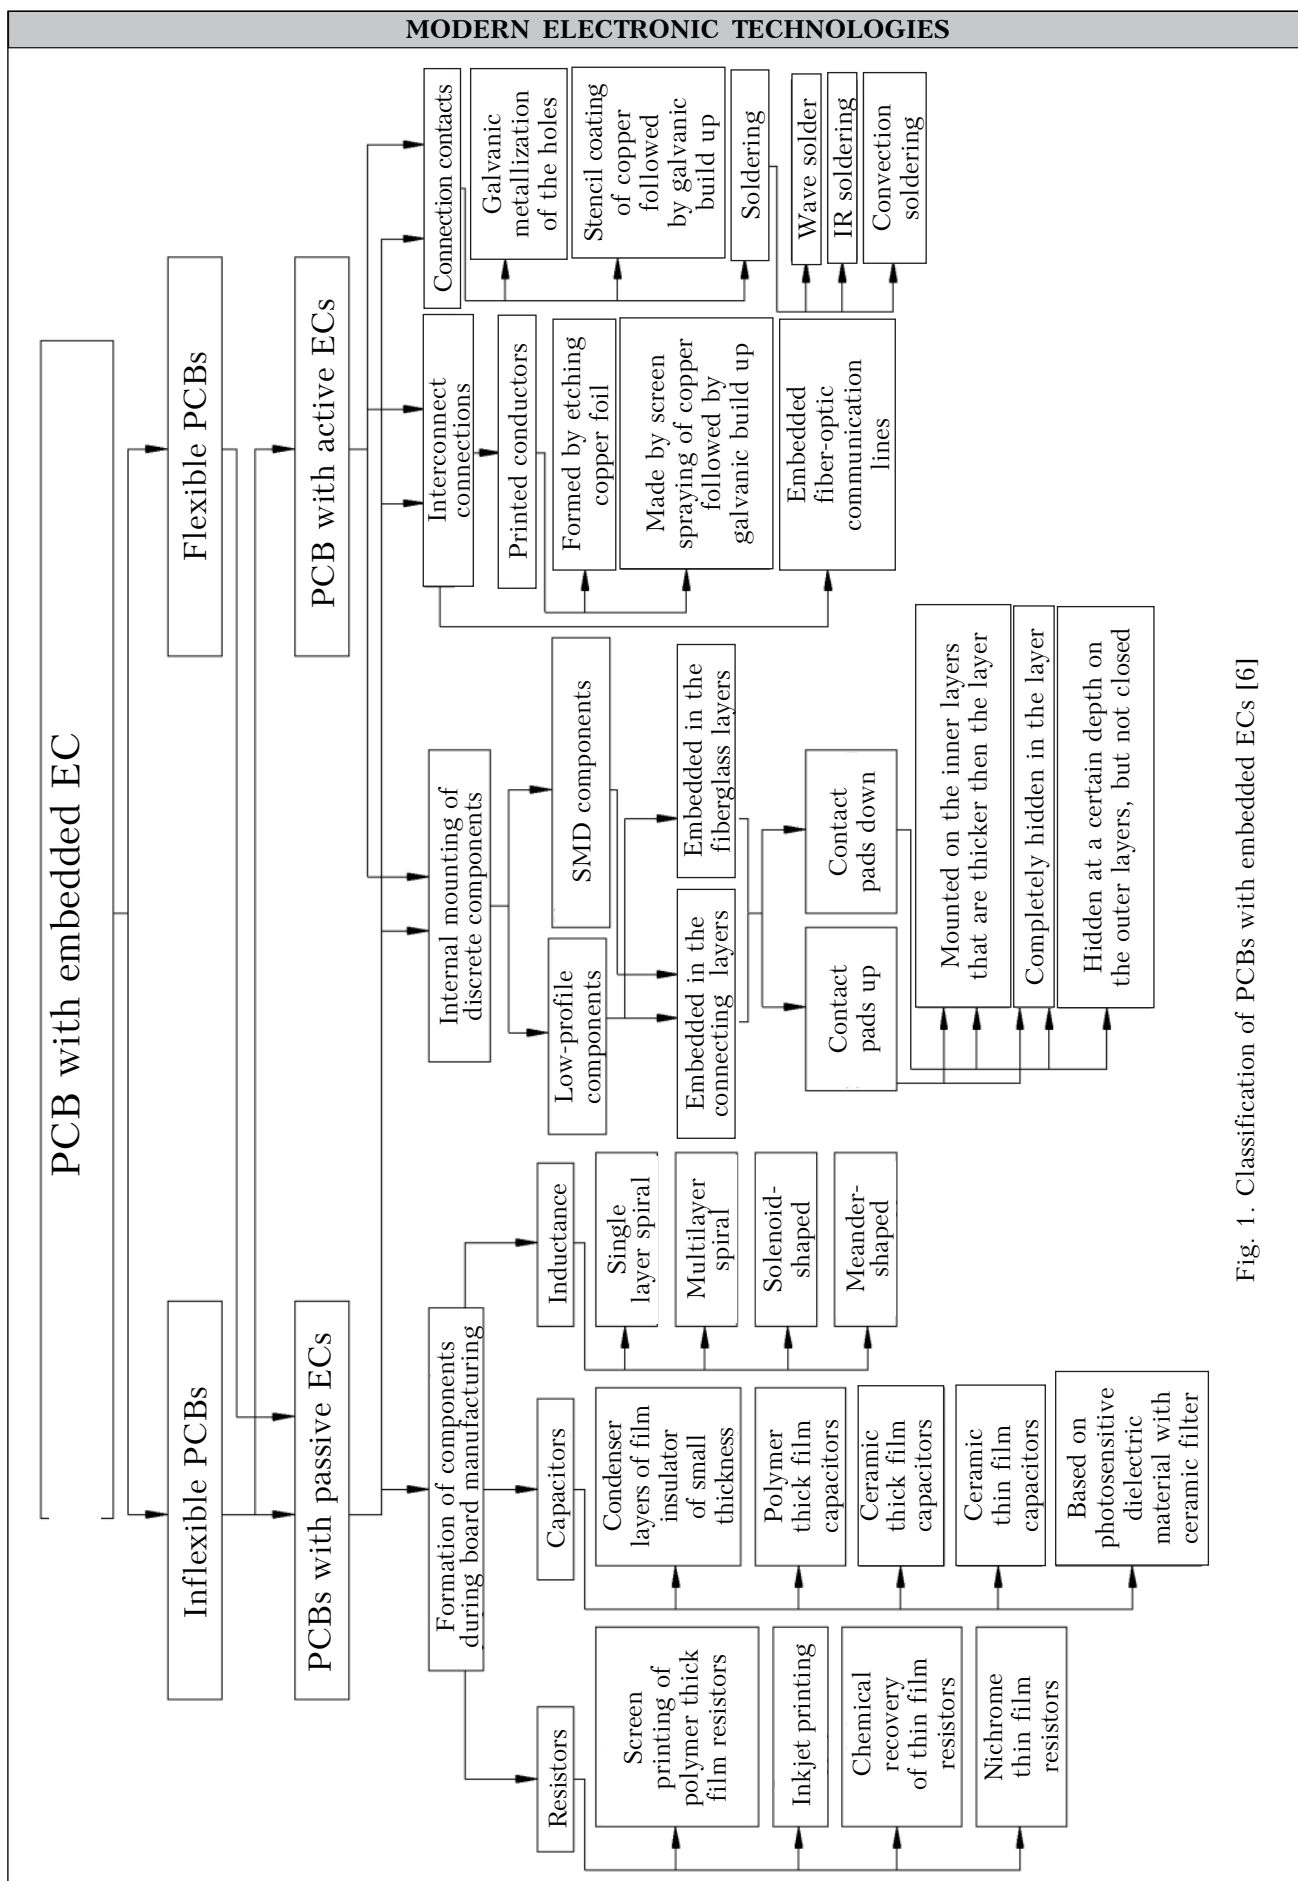 MODERN ELECTRONIC TECHNOLOGIES
PCB with embedded EC
Inflexible PCBs
Flexible PCBs
PCBs with passive ECs
PCB with active ECs
Formation of components
during board manufacturing
Internal mounting of
discrete components
Interconnect
connections
Connection contacts
Resistors
Screen
printing of
polymer thick
film resistors
Inkjet printing
Chemical
recovery
of thin film
resistors
Nichrome
thin film
resistors
Capacitors
Condenser
layers of film
insulator
of small
thickness
Polymer
thick film
capacitors
Ceramic
thick film
capacitors
Ceramic
thin film
capacitors
Based on
photosensitive
dielectric
material with
ceramic filter
Inductance
Single
layer spiral
Multilayer
spiral
Solenoid-
shaped
Meander-
shaped
Low-profile
components
SMD components
Embedded in the
connecting layers
Embedded in the
fiberglass layers
Contact
pads up
Contact
pads down
Mounted on the inner layers
that are thicker then the layer
Completely hidden in the layer
Hidden at a certain depth on
the outer layers, but not closed
Printed conductors
Formed by etching
copper foil
Made by screen
spraying of copper
followed by
galvanic build up
Embedded
fiber-optic
communication
lines
Galvanic
metallization
of the holes
Stencil coating
of copper
followed
by galvanic
build up
Soldering
Wave solder
IR soldering
Convection
soldering
Fig. 1. Classification of PCBs with embedded ECs [6]